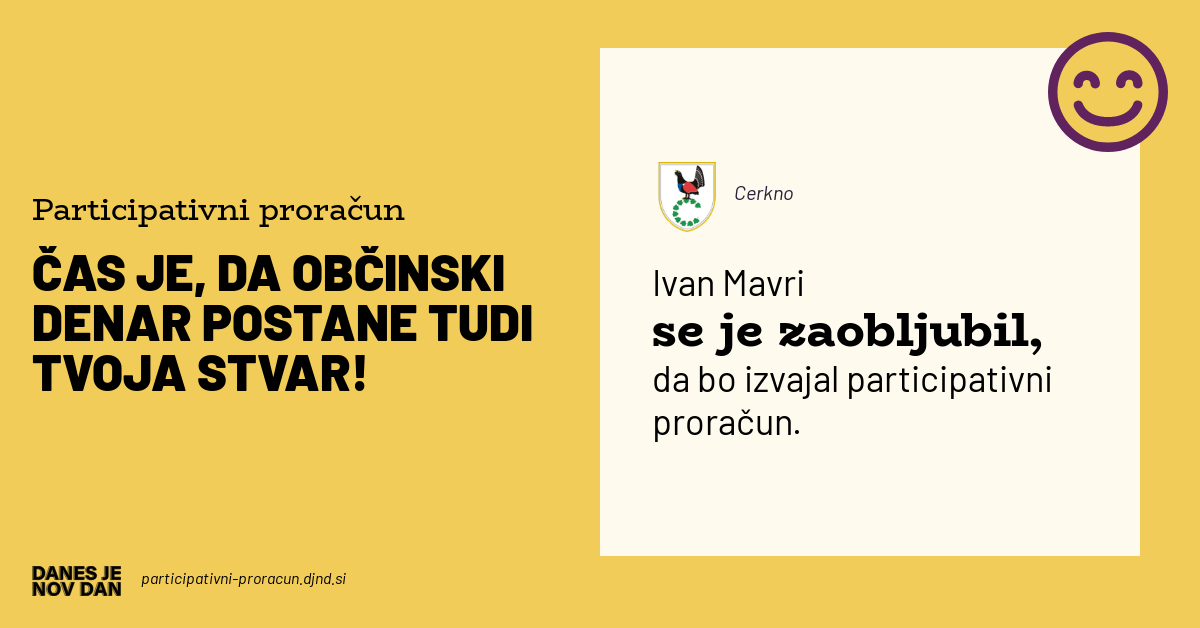 Participativni proračun
ČAS JE, DA OBČINSKI
DENAR POSTANE TUDI
TVOJA STVAR!
Cerkno
Ivan Mavri
se je zaobljubil,
da bo izvajal participativni
proračun.
DANES JE
NOV DAN
participativni-proracun.djnd.si